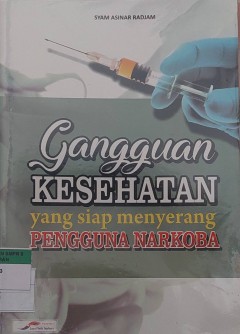 SYAM ASINAR RADJAM
Gangguan
KESEHATAN
yang siap menyerang
PENGGUNA NARKOBA